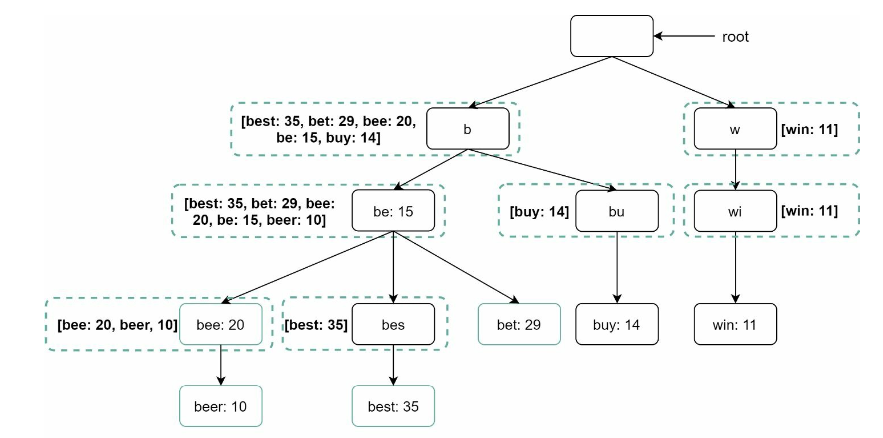 root
[best: 35, bet: 29, bee: 20,
be: 15, buy: 14]
b
w
[win: 11]
[best: 35, bet: 29, bee:
20, be: 15, beer: 10]
be: 15
[buy: 14]
bu
wi
[win: 11]
[bee: 20, beer, 10]
bee: 20
[best: 35]
bes
bet: 29
buy: 14
win: 11
beer: 10
best: 35